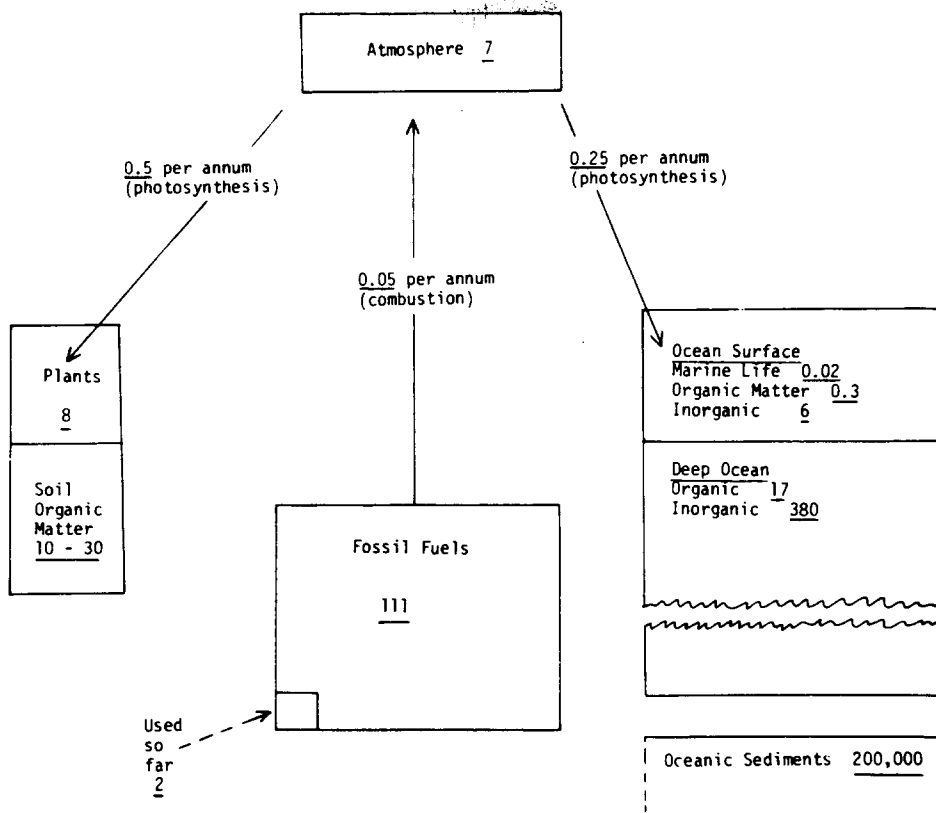 Atmosphere 7
0.5 per annum
(photosynthesis)
0.25 per annum
(photosynthesis)
0.05 per annum
(combustion)
Plants
8
Soil
Organic
Matter
10 - 30
Fossil Fuels
111
Used
so
far
2
Ocean Surface
Marine Life 0.02
Organic Matter 0.3
Inorganic 6
Deep Ocean
Organic 17
Inorganic 380
Oceanic Sediments 200,000